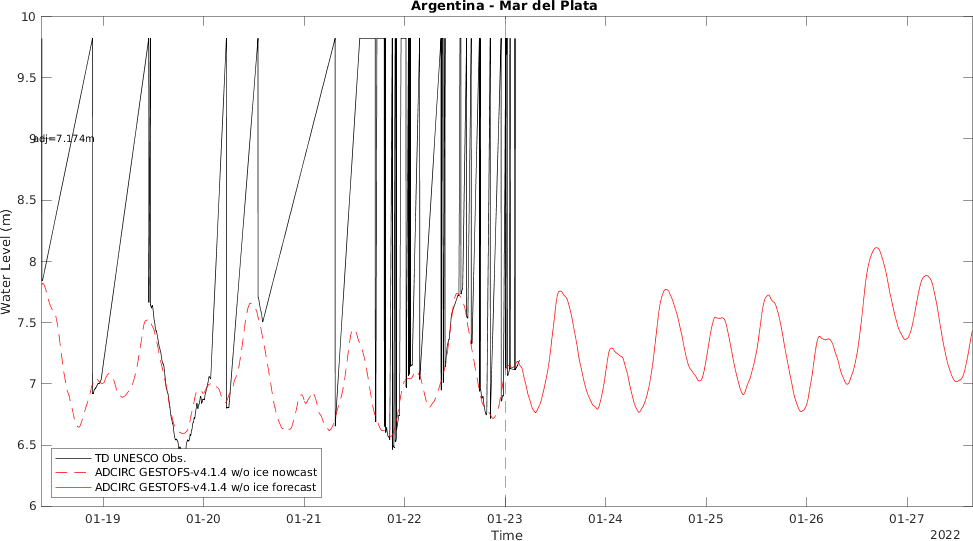 Argentina - Mar del Plata
10
9.5
9
adj=7.174m
8.5
8
7.5
7
6.5
6
Water Level (m)
TD UNESCO Obs.
ADCIRC GESTOFS-v4.1.4 w/o ice nowcast
ADCIRC GESTOFS-v4.1.4 w/o ice forecast
01-19 01-20 01-21 01-22 01-23 01-24 01-25 01-26 01-27
Time
2022